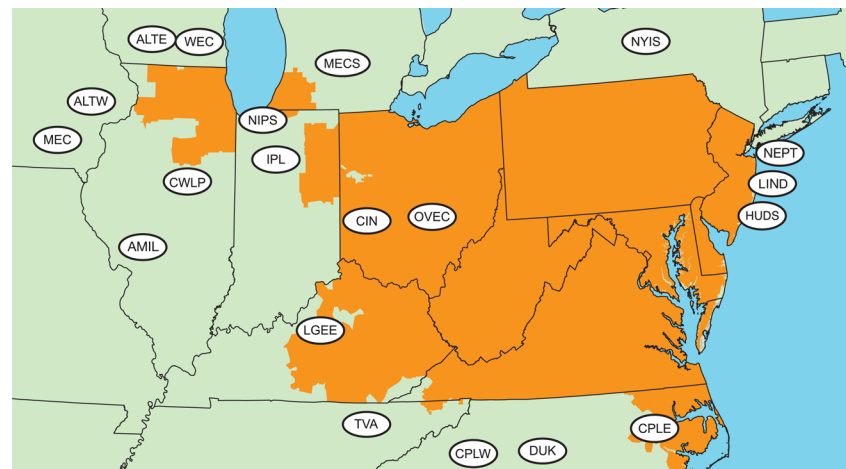 ALTE
WEC
NYIS
MECS
ALTW
NIPS
MEC
NEPT
IPL
CWLP
LIND
HUDS
CIN
OVEC
AMIL
LGEE
TVA
CPLE
CPLW
DUK